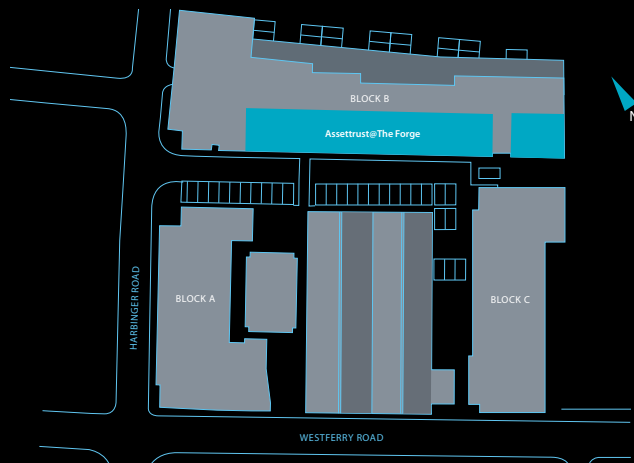 BLOCK B
Assettrust@The Forge
N
HARBINGER ROAD
BLOCK A
BLOCK C
WESTFERRY ROAD